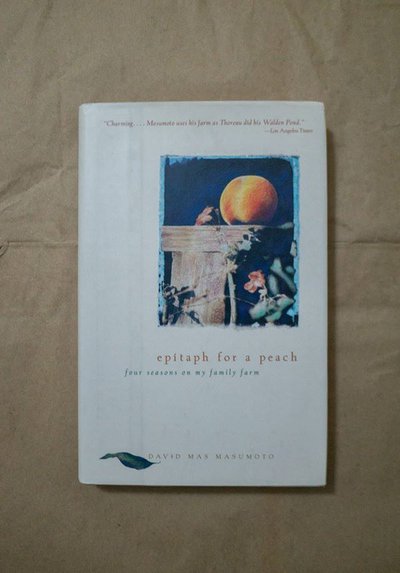 "Charming. . . . Masumoto uses his farm as Thoreau did his Walden Pond."
—Los Angeles Times
epitaph for a peach
four seasons on my family farm
DAVID MAS MASUMOTO